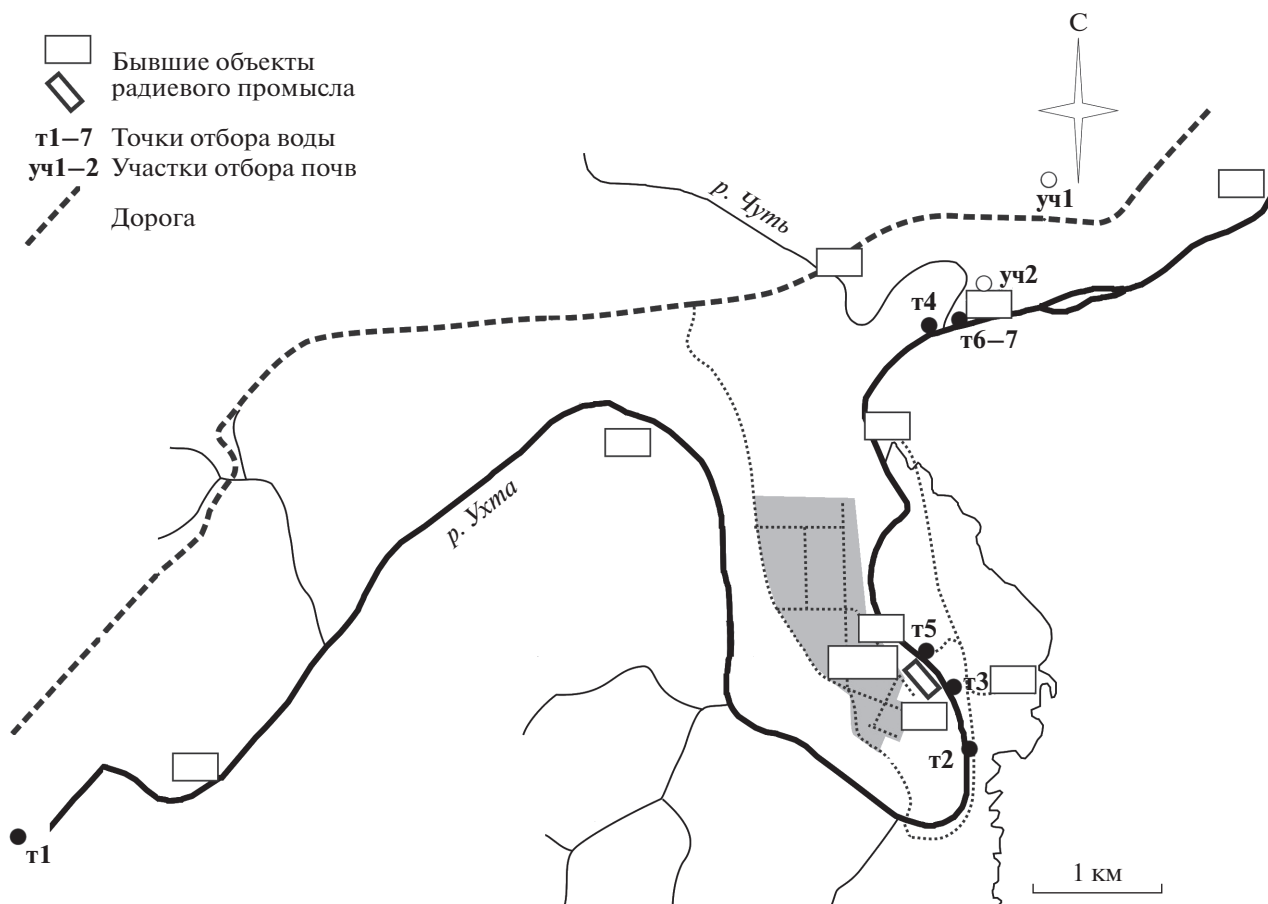 Бывшие объекты
радиевого промысла
т1–7 Точки отбора воды
уч1–2 Участки отбора почв
Дорога
С
р. Чуть
уч1
уч2
т4
т6–7
р. Ухта
т5
т3
т2
т1
1 км